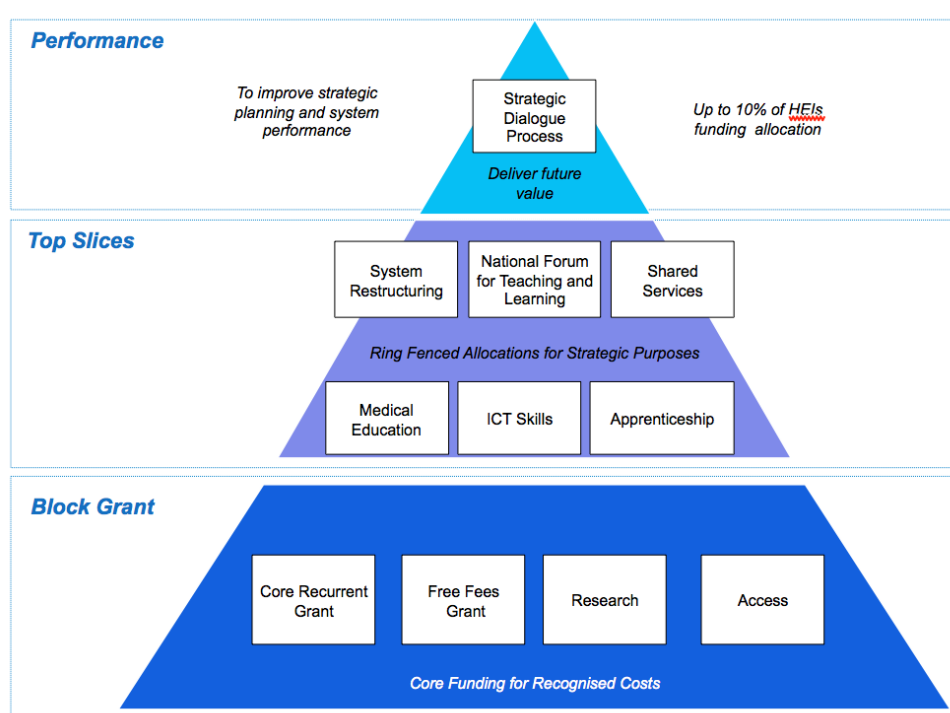 Performance
To improve strategic
planning and system
performance
Strategic
Dialogue
Process
Up to 10% of HEIs
funding allocation
Deliver future
value
Top Slices
System
Restructuring
National Forum
for Teaching and
Learning
Shared
Services
Ring Fenced Allocations for Strategic Purposes
Medical
Education
ICT Skills
Apprenticeship
Block Grant
Core Recurrent
Grant
Free Fees
Grant
Research
Access
Core Funding for Recognised Costs